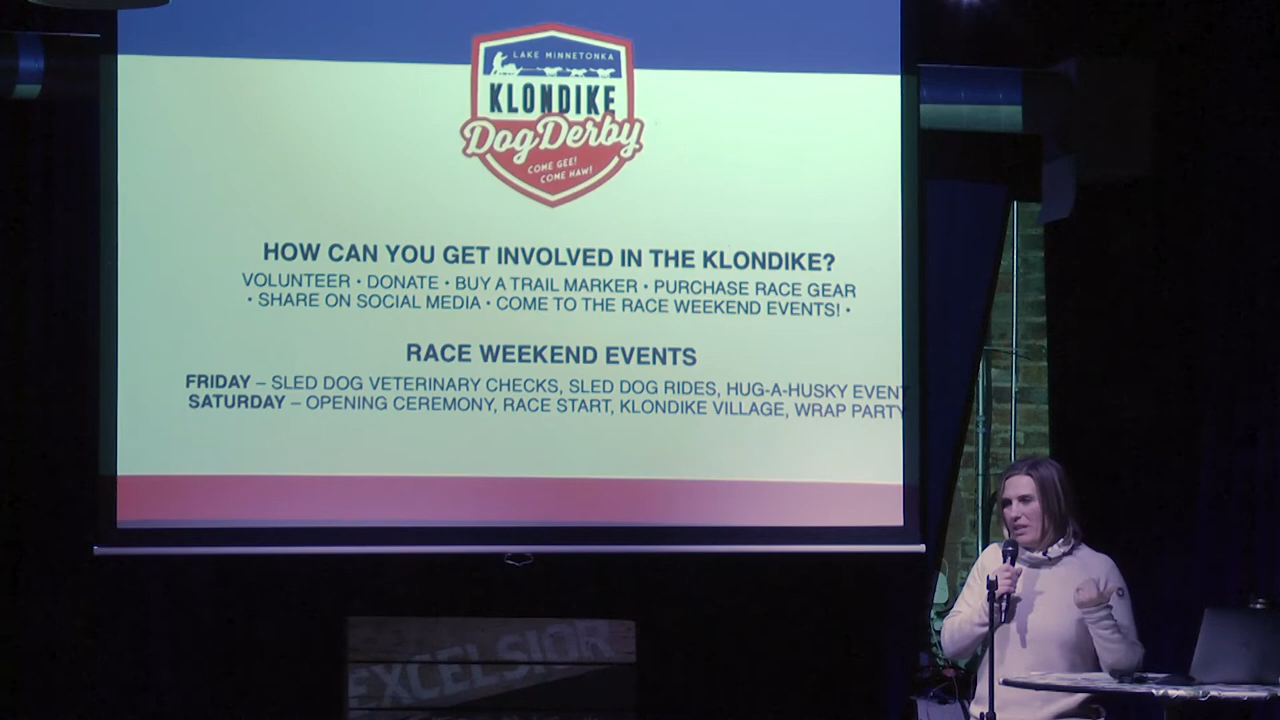 LAKE MINNETONKA
KLONDIKE
Dog Derby
COME GEE!
COME HAW!
HOW CAN YOU GET INVOLVED IN THE KLONDIKE?
VOLUNTEER • DONATE • BUY A TRAIL MARKER • PURCHASE RACE GEAR
• SHARE ON SOCIAL MEDIA • COME TO THE RACE WEEKEND EVENTS! •
RACE WEEKEND EVENTS
FRIDAY – SLED DOG VETERINARY CHECKS, SLED DOG RIDES, HUG-A-HUSKY EVENT
SATURDAY – OPENING CEREMONY, RACE START, KLONDIKE VILLAGE, WRAP PARTY
EXCELSIOR